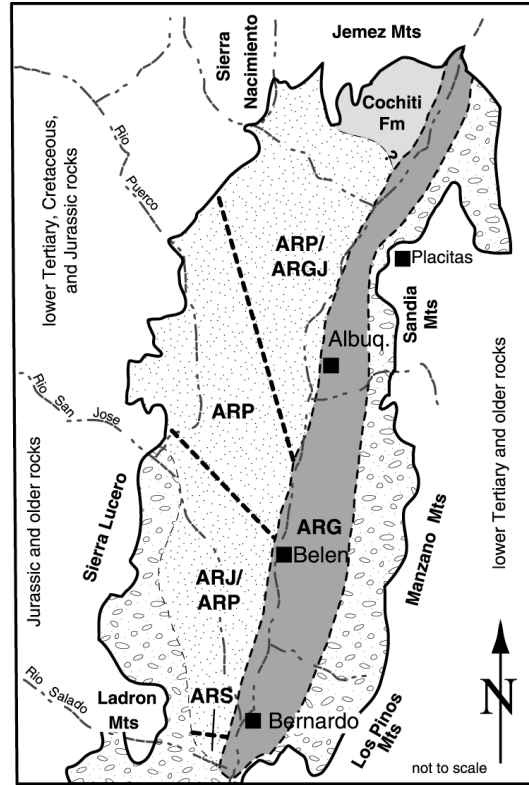 Jemez Mts
Sierra
Nacimiento
Cochiti
Fm
?
Rio
Puerco
lower Tertiary, Cretaceous,
and Jurassic rocks
ARP/
ARGJ
Placitas
Sandia
Mts
Albuq.
Rio San Jose
ARP
lower Tertiary and older rocks
Sierra Lucero
Jurassic and older rocks
ARG
Belen
Manzano Mts
ARJ/
ARP
Rio
Salado
Ladron
Mts
ARS
Bernardo
Los Pinos
Mts
N
not to scale